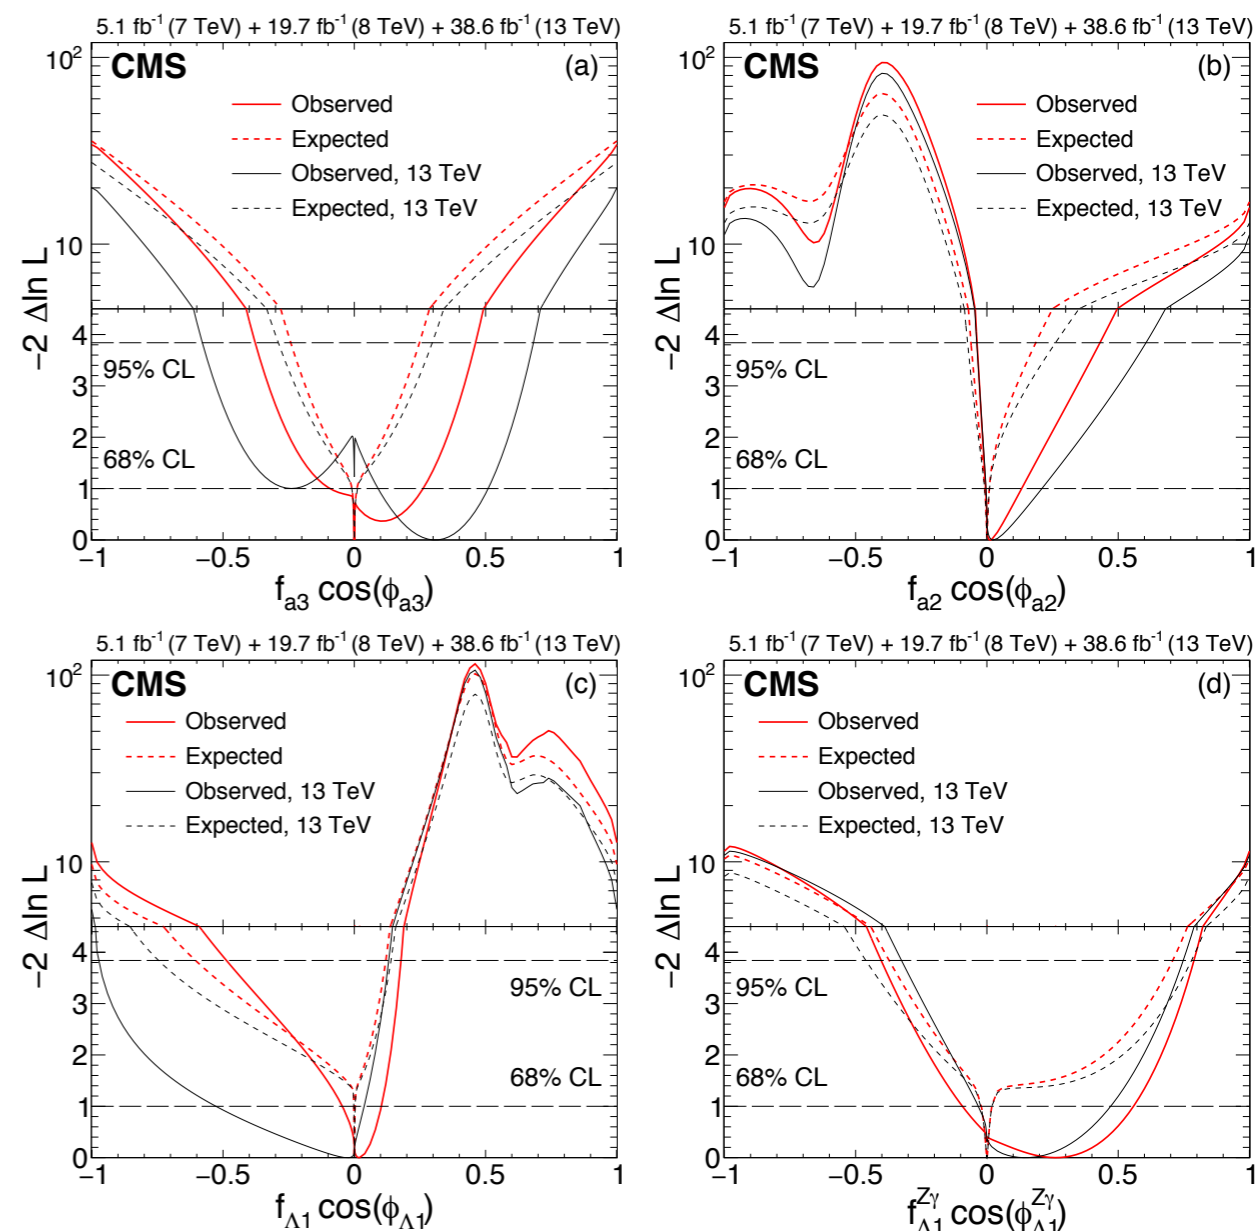 5.1 fb⁻¹ (7 TeV) + 19.7 fb⁻¹ (8 TeV) + 38.6 fb⁻¹ (13 TeV)
CMS (a)
Observed
Expected
Observed, 13 TeV
Expected, 13 TeV
10²
10
4
3
2
1
0
−2 Δln L
95% CL
68% CL
−1 −0.5 0 0.5 1
f_a3 cos(ϕ_a3)
5.1 fb⁻¹ (7 TeV) + 19.7 fb⁻¹ (8 TeV) + 38.6 fb⁻¹ (13 TeV)
CMS (b)
Observed
Expected
Observed, 13 TeV
Expected, 13 TeV
10²
10
4
3
2
1
0
−2 Δln L
95% CL
68% CL
−1 −0.5 0 0.5 1
f_a2 cos(ϕ_a2)
5.1 fb⁻¹ (7 TeV) + 19.7 fb⁻¹ (8 TeV) + 38.6 fb⁻¹ (13 TeV)
CMS (c)
Observed
Expected
Observed, 13 TeV
Expected, 13 TeV
10²
10
4
3
2
1
0
−2 Δln L
95% CL
68% CL
−1 −0.5 0 0.5 1
f_Λ1 cos(ϕ_Λ1)
5.1 fb⁻¹ (7 TeV) + 19.7 fb⁻¹ (8 TeV) + 38.6 fb⁻¹ (13 TeV)
CMS (d)
Observed
Expected
Observed, 13 TeV
Expected, 13 TeV
10²
10
4
3
2
1
0
−2 Δln L
95% CL
68% CL
−1 −0.5 0 0.5 1
f_Λ1^Zγ cos(ϕ_Λ1^Zγ)